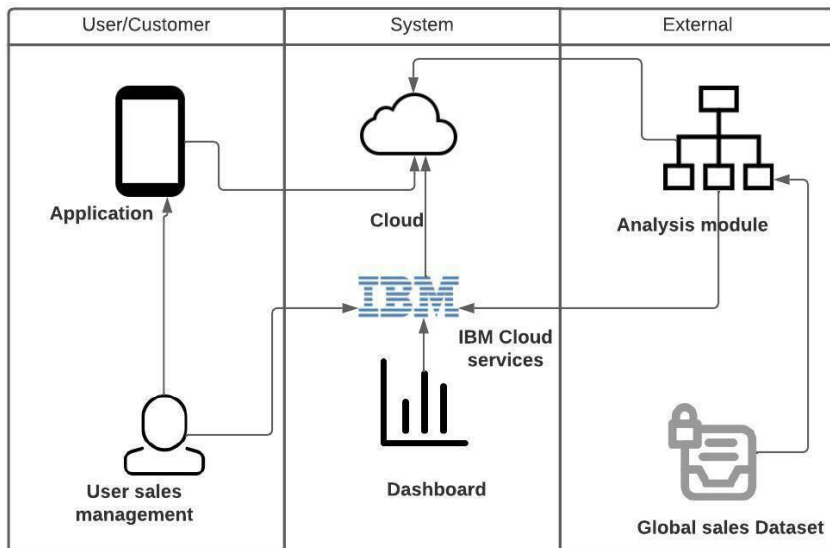 User/Customer
System
External
Application
Cloud
Analysis module
IBM
IBM Cloud
services
User sales
management
Dashboard
Global sales Dataset